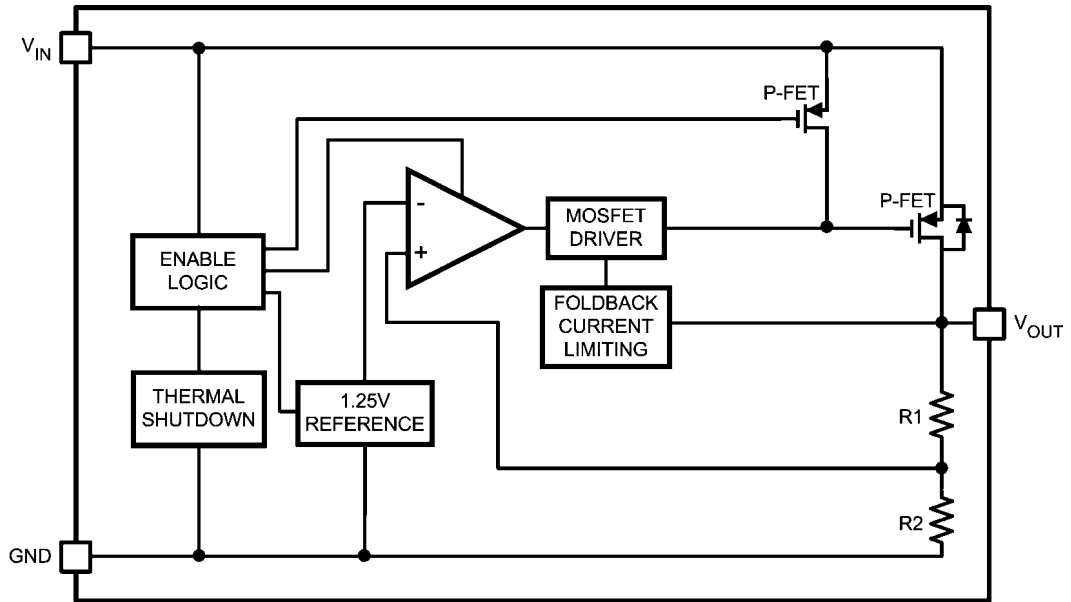 VIN
P-FET
P-FET
-
+
MOSFET
DRIVER
ENABLE
LOGIC
FOLDBACK
CURRENT
LIMITING
VOUT
THERMAL
SHUTDOWN
1.25V
REFERENCE
R1
R2
GND